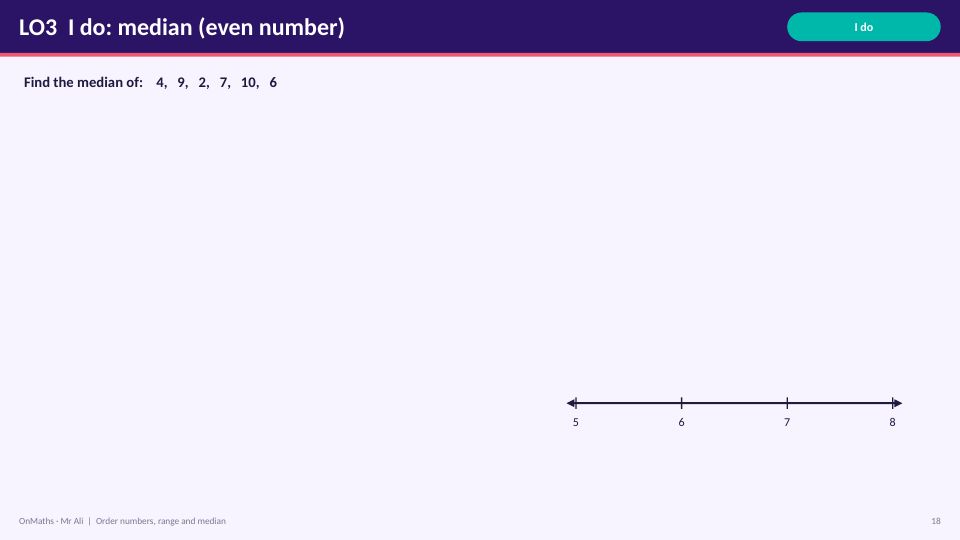 LO3 I do: median (even number)
I do
Find the median of: 4, 9, 2, 7, 10, 6
5 6 7 8
OnMaths - Mr Ali | Order numbers, range and median
18